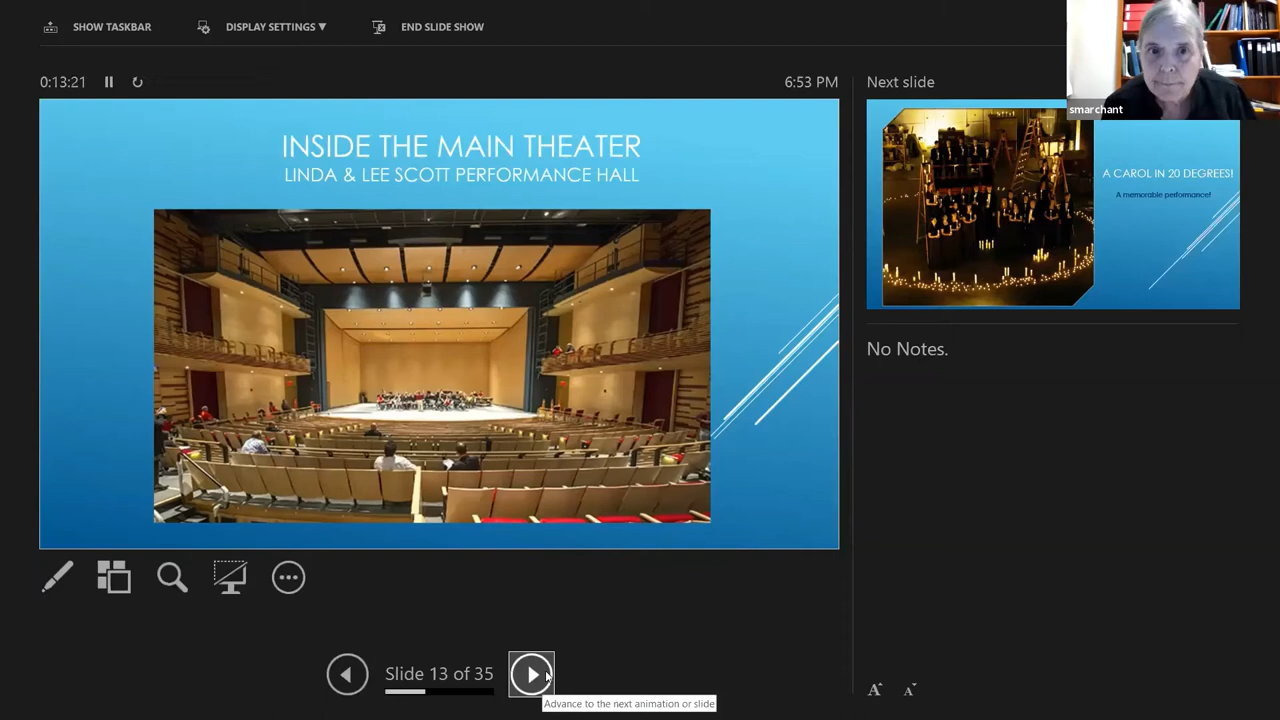 SHOW TASKBAR
DISPLAY SETTINGS ▼
END SLIDE SHOW
smarchant
0:13:21
6:53 PM
Next slide
INSIDE THE MAIN THEATER
LINDA & LEE SCOTT PERFORMANCE HALL
A CAROL IN 20 DEGREES!
A memorable performance!
No Notes.
Slide 13 of 35
Advance to the next animation or slide
A A